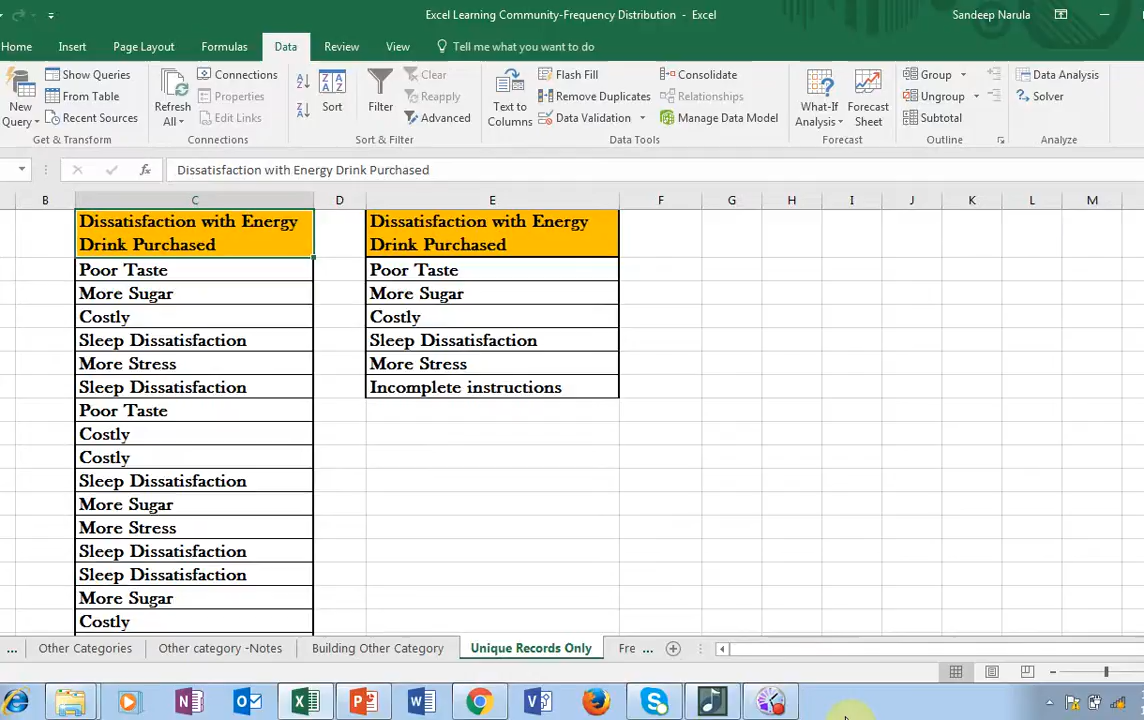 Excel Learning Community-Frequency Distribution - Excel
Sandeep Narula
Home Insert Page Layout Formulas Data Review View Tell me what you want to do
New Query
Show Queries
From Table
Recent Sources
Get & Transform
Refresh All
Connections
Properties
Edit Links
Connections
Sort
Filter
Clear
Reapply
Advanced
Sort & Filter
Text to Columns
Flash Fill
Remove Duplicates
Data Validation
Consolidate
Relationships
Manage Data Model
Data Tools
What-If Analysis
Forecast Sheet
Forecast
Group
Ungroup
Subtotal
Outline
Data Analysis
Solver
Analyze
fx Dissatisfaction with Energy Drink Purchased
B C D E F G H I J K L M
Dissatisfaction with Energy
Drink Purchased
Poor Taste
More Sugar
Costly
Sleep Dissatisfaction
More Stress
Sleep Dissatisfaction
Poor Taste
Costly
Costly
Sleep Dissatisfaction
More Sugar
More Stress
Sleep Dissatisfaction
Sleep Dissatisfaction
More Sugar
Costly
Dissatisfaction with Energy
Drink Purchased
Poor Taste
More Sugar
Costly
Sleep Dissatisfaction
More Stress
Incomplete instructions
... Other Categories Other category -Notes Building Other Category Unique Records Only Fre ...